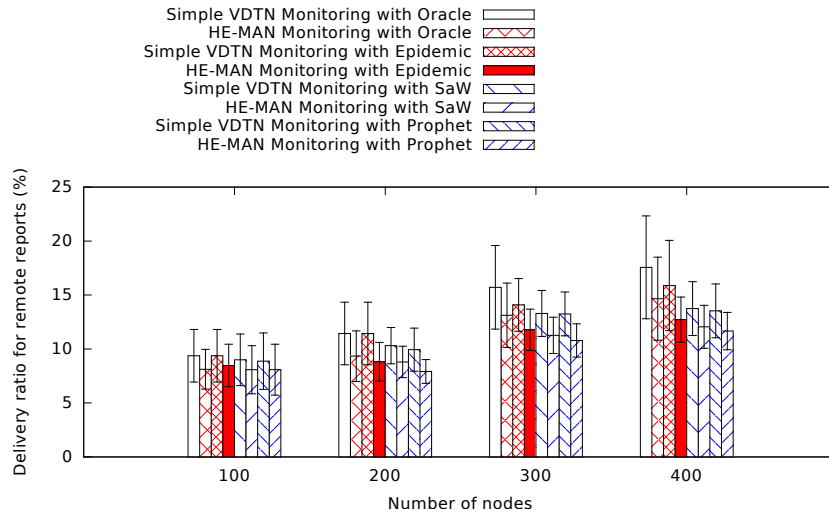 Simple VDTN Monitoring with Oracle
HE-MAN Monitoring with Oracle
Simple VDTN Monitoring with Epidemic
HE-MAN Monitoring with Epidemic
Simple VDTN Monitoring with SaW
HE-MAN Monitoring with SaW
Simple VDTN Monitoring with Prophet
HE-MAN Monitoring with Prophet
Delivery ratio for remote reports (%)
25
20
15
10
5
0
100 200 300 400
Number of nodes